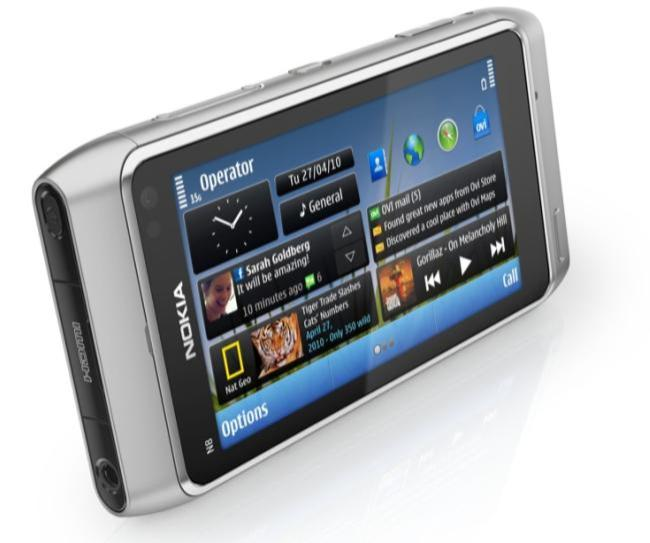 Operator
15G
Tu 27/04/10
General
Sarah Goldberg
It will be amazing!
10 minutes ago 6
Ovi
OVI mail (5)
Found great new apps from Ovi Store
Discovered a cool place with Ovi Maps
Gorillaz - On Melancholy Hill
Nat Geo
Tiger Trade Slashes
Cats' Numbers
April 27,
2010 - Only 350 wild
Options
Call
NOKIA
N8
HDMI